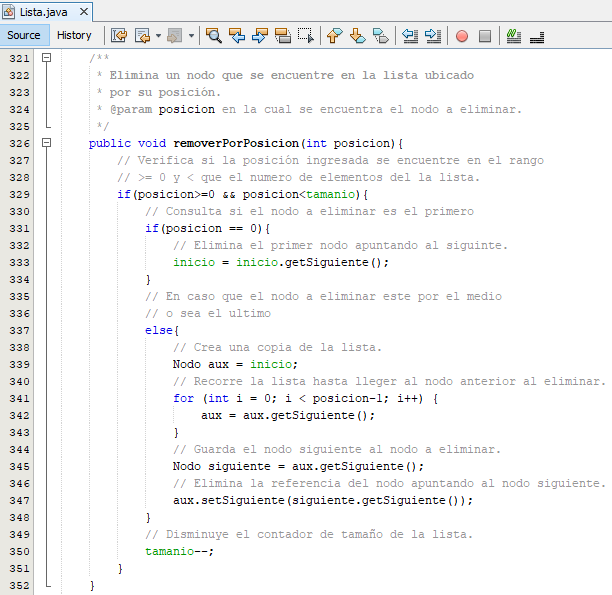 Lista.java
Source History
321 /**
322 * Elimina un nodo que se encuentre en la lista ubicado
323 * por su posición.
324 * @param posicion en la cual se encuentra el nodo a eliminar.
325 */
326 public void removerPorPosicion(int posicion){
327 // Verifica si la posición ingresada se encuentre en el rango
328 // >= 0 y < que el numero de elementos del la lista.
329 if(posicion>=0 && posicion<tamanio){
330 // Consulta si el nodo a eliminar es el primero
331 if(posicion == 0){
332 // Elimina el primer nodo apuntando al siguinte.
333 inicio = inicio.getSiguiente();
334 }
335 // En caso que el nodo a eliminar este por el medio
336 // o sea el ultimo
337 else{
338 // Crea una copia de la lista.
339 Nodo aux = inicio;
340 // Recorre la lista hasta lleger al nodo anterior al eliminar.
341 for (int i = 0; i < posicion-1; i++) {
342 aux = aux.getSiguiente();
343 }
344 // Guarda el nodo siguiente al nodo a eliminar.
345 Nodo siguiente = aux.getSiguiente();
346 // Elimina la referencia del nodo apuntando al nodo siguiente.
347 aux.setSiguiente(siguiente.getSiguiente());
348 }
349 // Disminuye el contador de tamaño de la lista.
350 tamanio--;
351 }
352 }